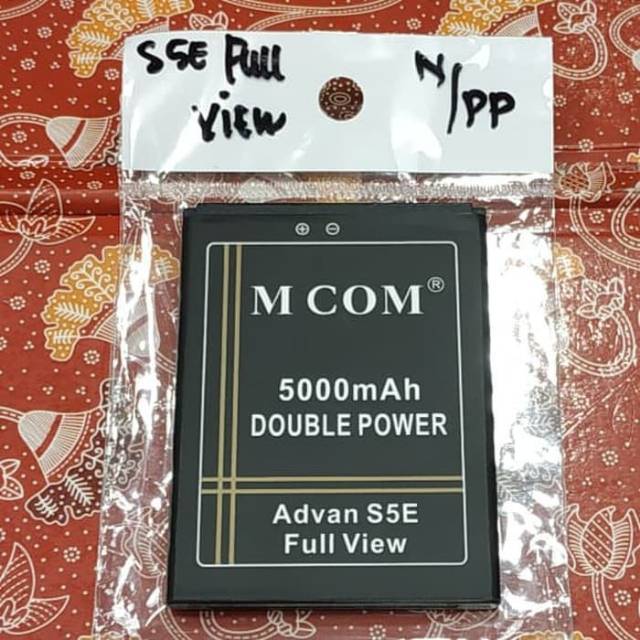 S5E Full
View
N/PP
⊕ ⊖
M COM®
5000mAh
DOUBLE POWER
Advan S5E
Full View